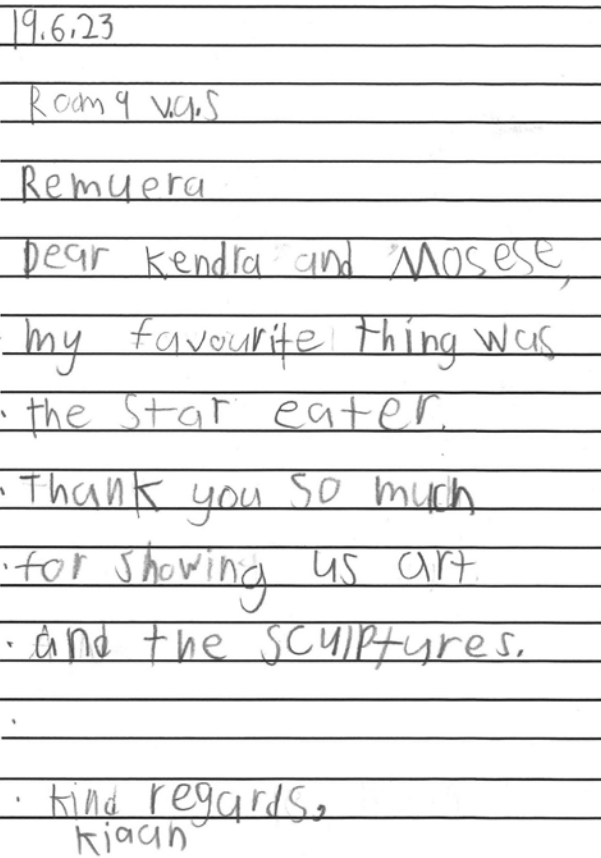 19.6.23
Room 9 v.a.s
Remuera
Dear Kendra and Mosese,
my favourite thing was
the star eater.
Thank you so much
for showing us art
and the sculptures.
kind regards,
Kiaan